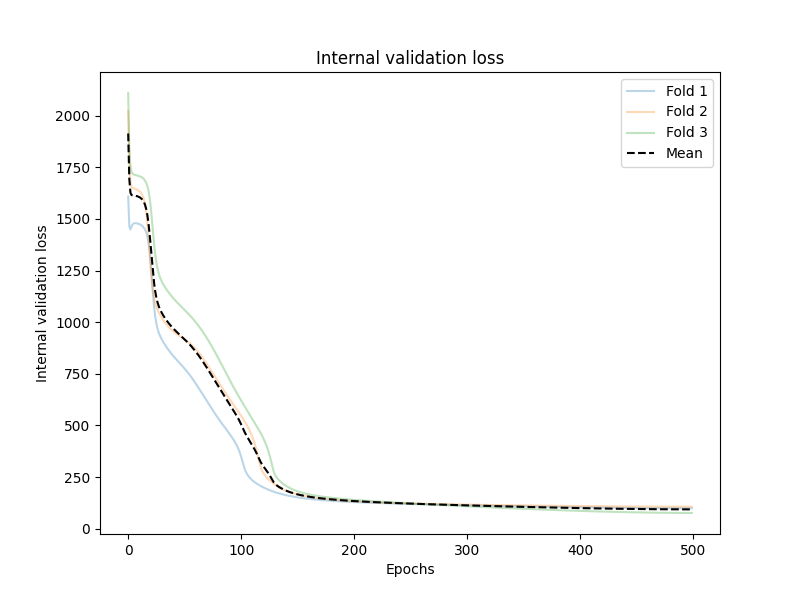 Internal validation loss
Fold 1
Fold 2
Fold 3
Mean
2000
1750
1500
1250
1000
750
500
250
0
Internal validation loss
0 100 200 300 400 500
Epochs